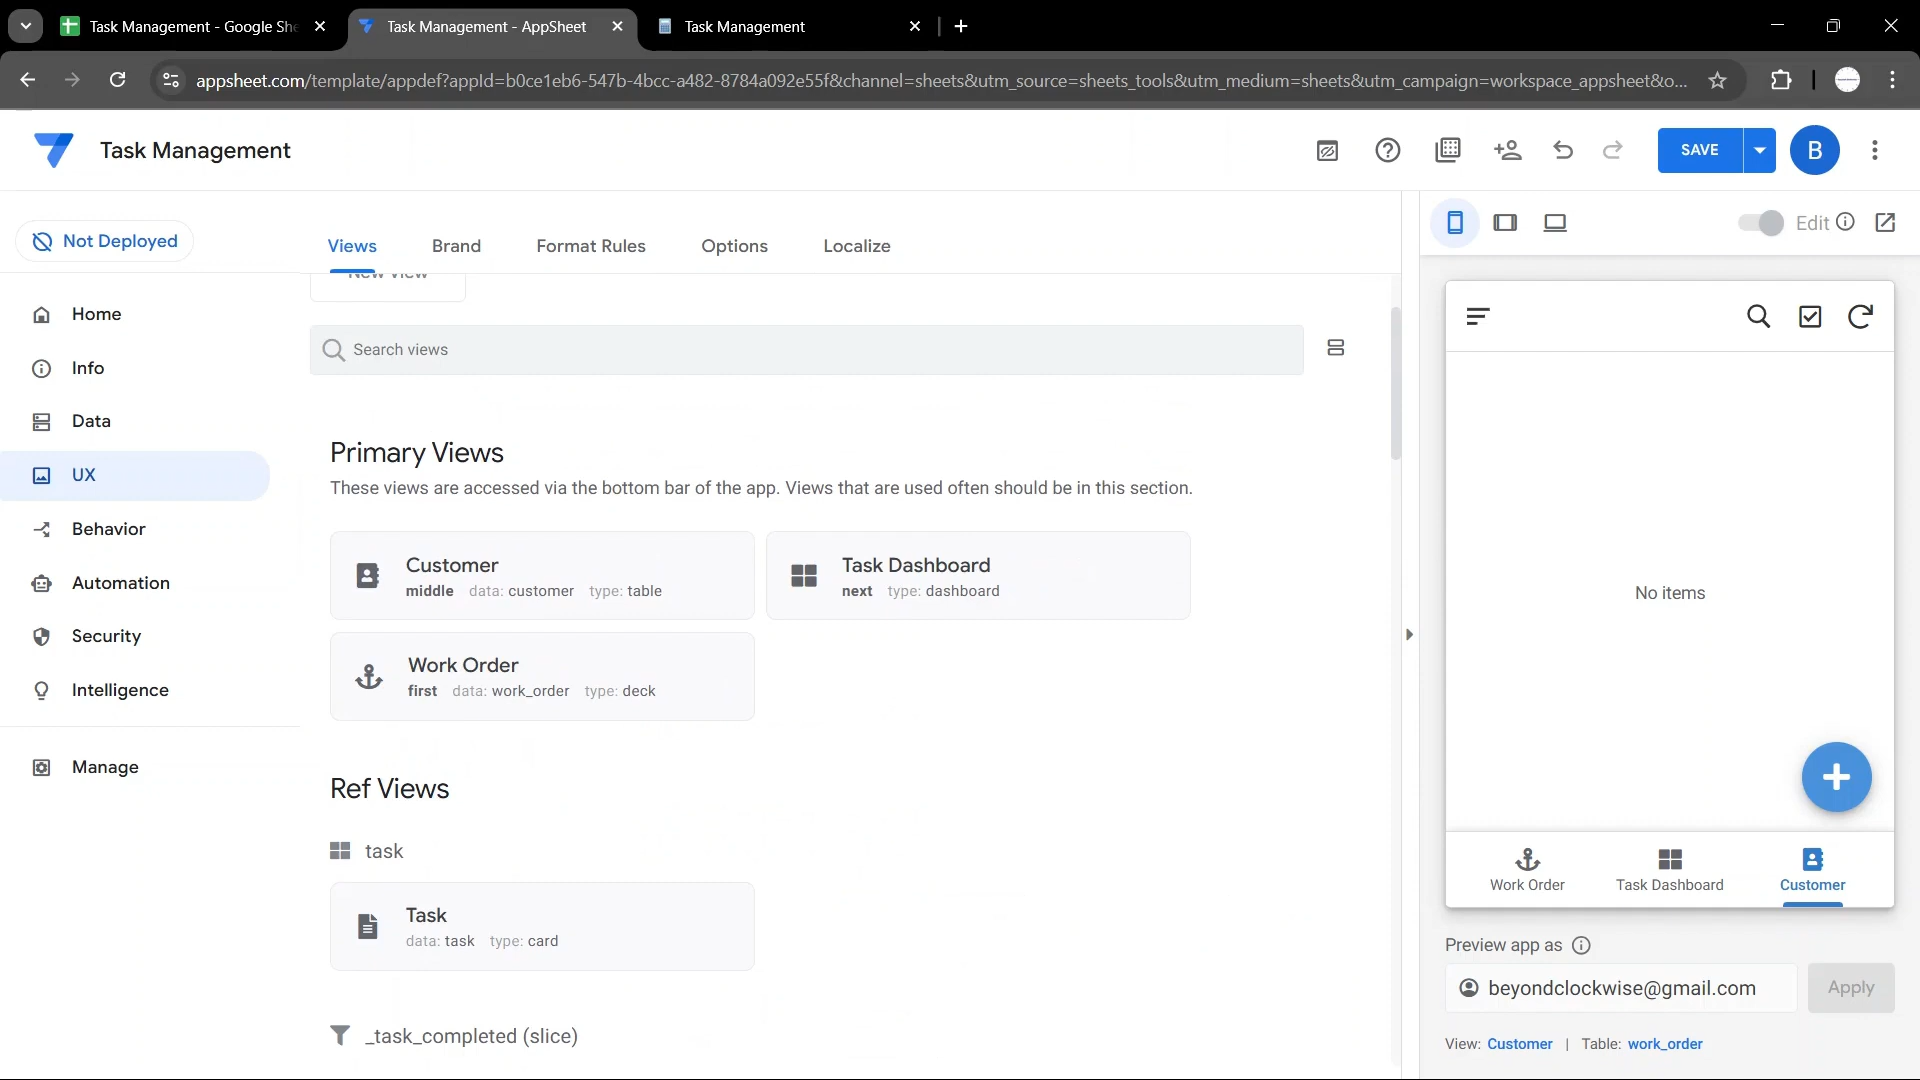 Task Management - Google She
Task Management - AppSheet
Task Management
appsheet.com/template/appdef?appId=b0ce1eb6-547b-4bcc-a482-8784a092e55f&channel=sheets&utm_source=sheets_tools&utm_medium=sheets&utm_campaign=workspace_appsheet&o...
Task Management
SAVE
B
Not Deployed
Views
Brand
Format Rules
Options
Localize
Edit
New View
Home
Info
Data
UX
Behavior
Automation
Security
Intelligence
Manage
Search views
Primary Views
These views are accessed via the bottom bar of the app. Views that are used often should be in this section.
Customer
middle data: customer type: table
Task Dashboard
next type: dashboard
Work Order
first data: work_order type: deck
Ref Views
task
Task
data: task type: card
_task_completed (slice)
No items
Work Order
Task Dashboard
Customer
Preview app as
beyondclockwise@gmail.com
Apply
View: Customer | Table: work_order